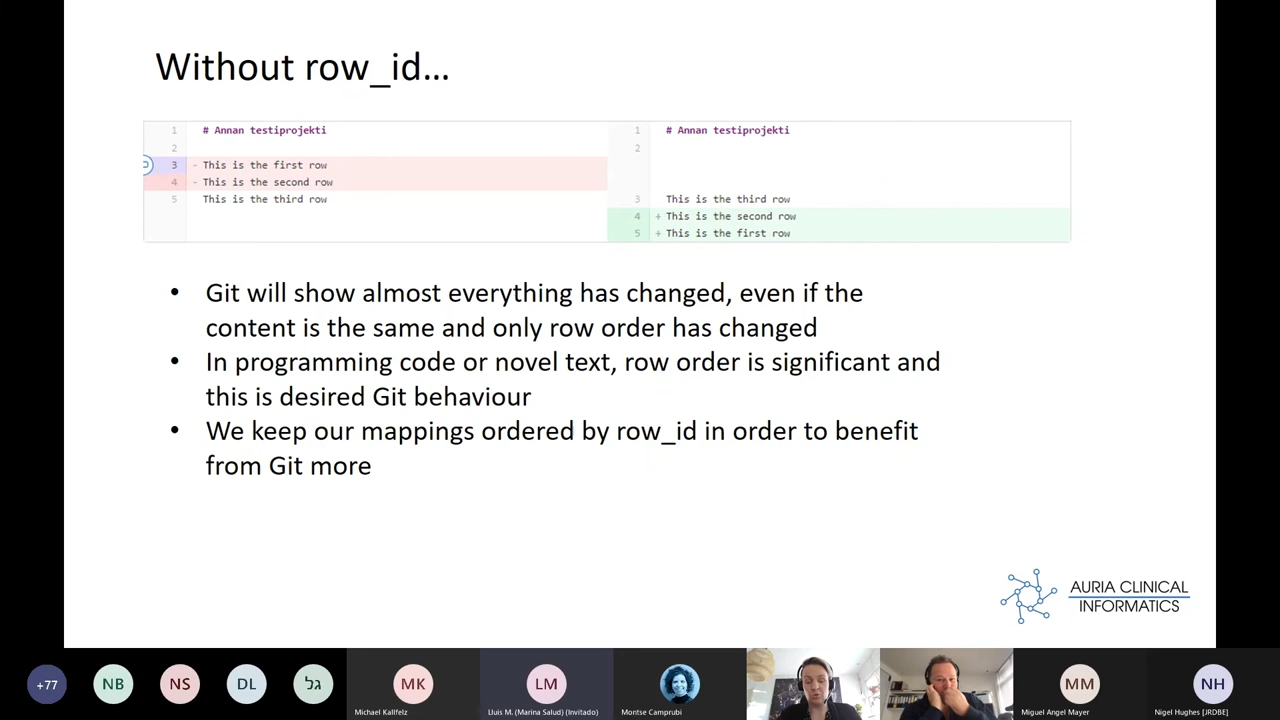 Without row_id…
1 # Annan testiprojekti
2
3 - This is the first row
4 - This is the second row
5 This is the third row
1 # Annan testiprojekti
2
3 This is the third row
4 + This is the second row
5 + This is the first row
• Git will show almost everything has changed, even if the
content is the same and only row order has changed
• In programming code or novel text, row order is significant and
this is desired Git behaviour
• We keep our mappings ordered by row_id in order to benefit
from Git more
AURIA CLINICAL
INFORMATICS
+77
NB
NS
DL
גל
MK
LM
MM
NH
Michael Kallfelz
Lluis M. (Marina Salud) (Invitado)
Montse Camprubi
Miguel Angel Mayer
Nigel Hughes [JRDBE]